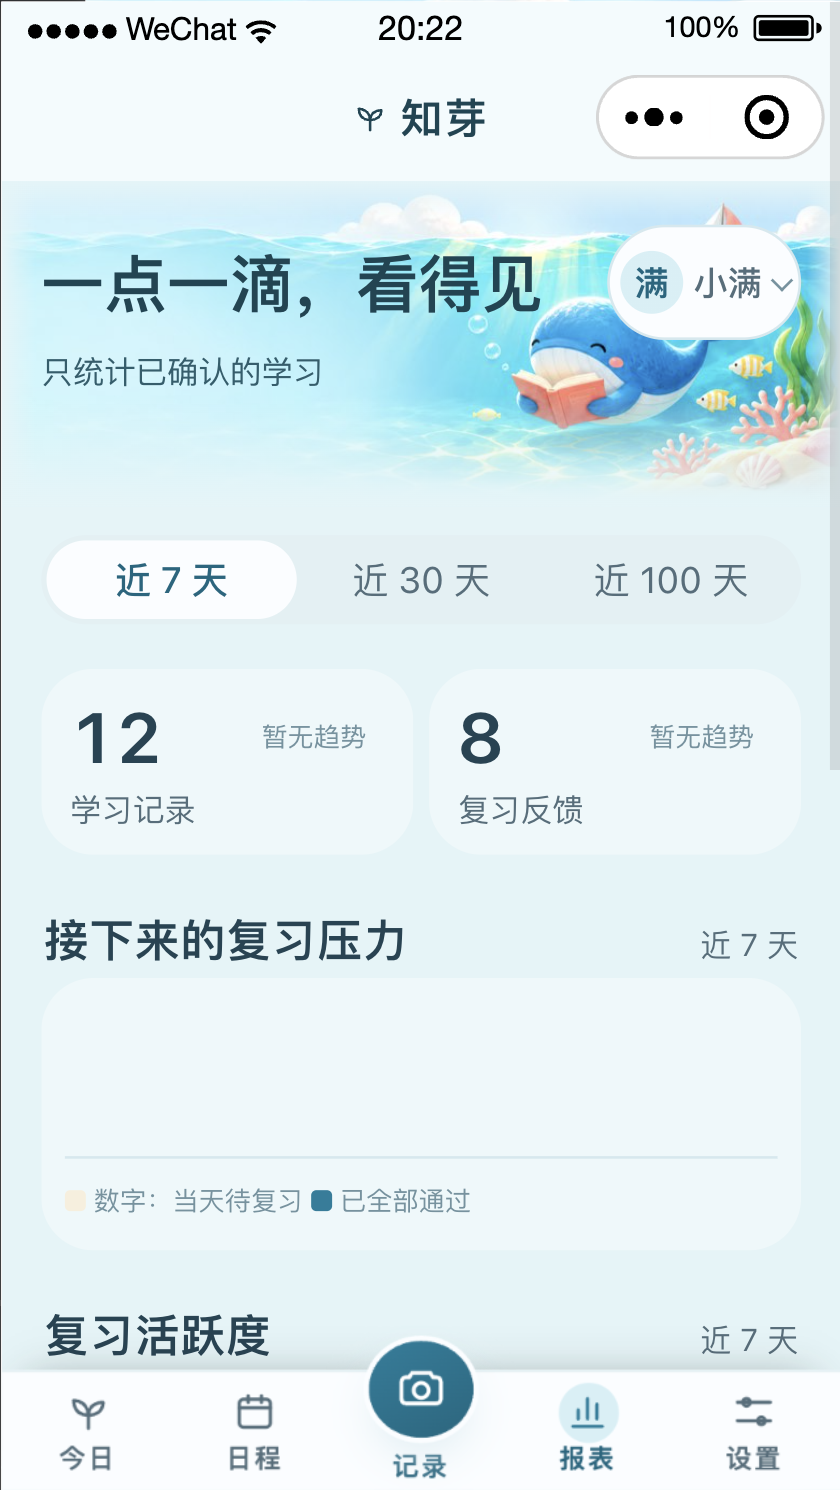 WeChat 20:22 100%
知芽
一点一滴，看得见
满 小满
只统计已确认的学习
近 7 天 近 30 天 近 100 天
12 暂无趋势 8 暂无趋势
学习记录 复习反馈
接下来的复习压力 近 7 天
数字：当天待复习 已全部通过
复习活跃度 近 7 天
今日 日程 记录 报表 设置